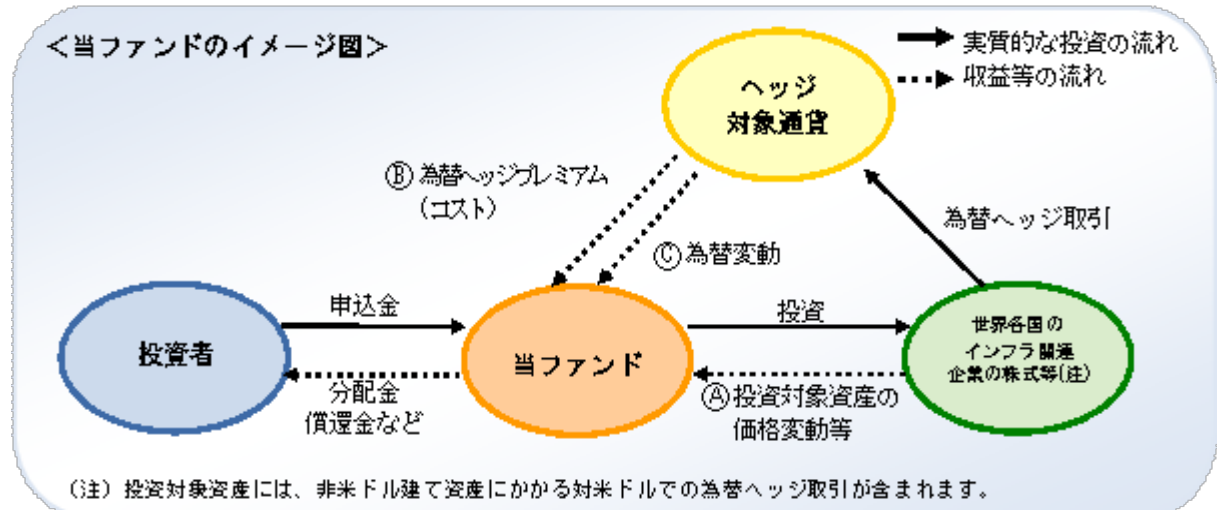 ＜当ファンドのイメージ図＞
実質的な投資の流れ
収益等の流れ
ヘッジ
対象通貨
Ⓑ 為替ヘッジプレミアム
（コスト）
為替ヘッジ取引
Ⓒ 為替変動
投資者
申込金
分配金
償還金など
当ファンド
投資
Ⓐ 投資対象資産の
価格変動等
世界各国の
インフラ関連
企業の株式等(注)
（注）投資対象資産には、非米ドル建て資産にかかる対米ドルでの為替ヘッジ取引が含まれます。